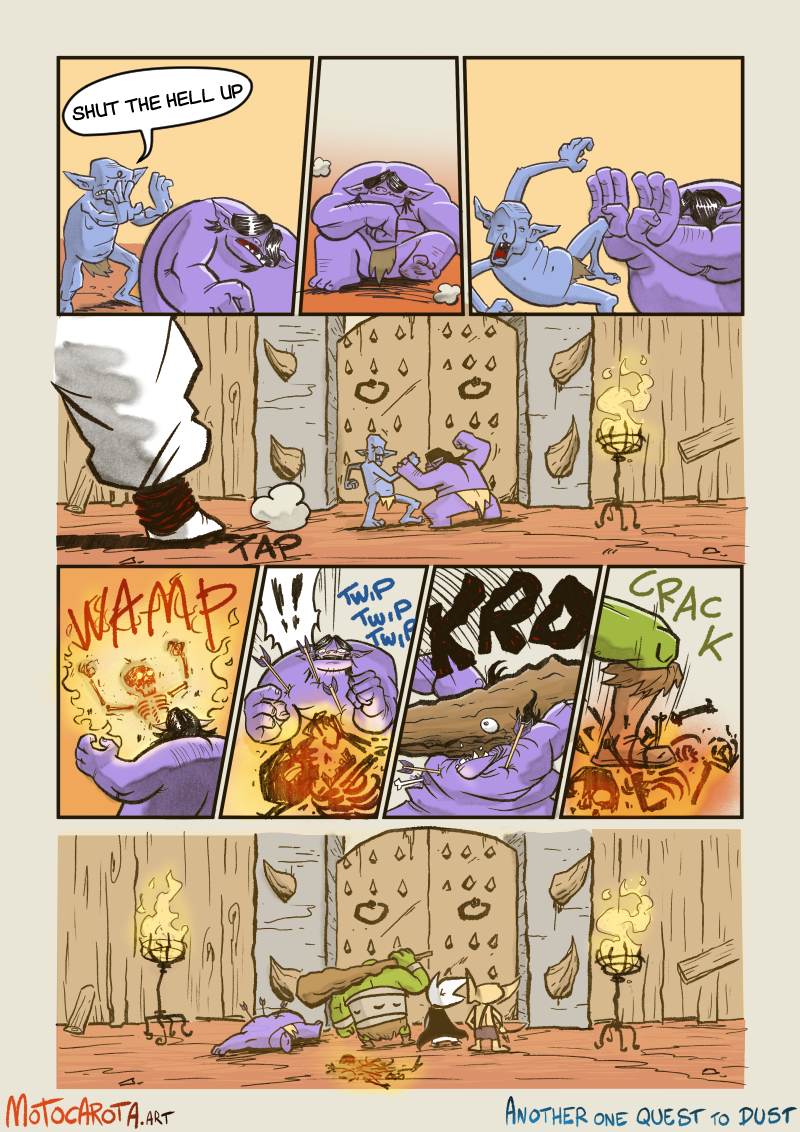 SHUT THE HELL UP
TAP
WAMP
!!
TWIP
TWIP
TWIP
KRO
CRAC
K
MOTOCAROTA.ART
ANOTHER ONE QUEST TO DUST